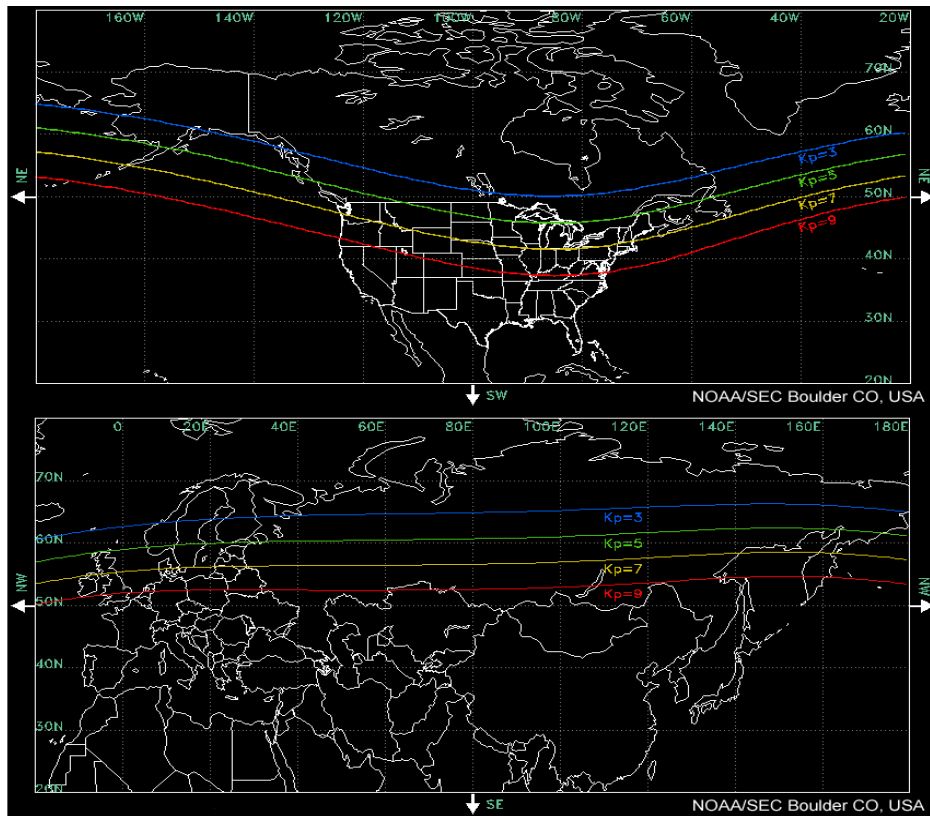 160W 140W 120W 100W 80W 60W 40W 20W
70N
60N
Kp=3
Kp=5
NE NE
50N
Kp=7
Kp=9
40N
30N
20N
SW
NOAA/SEC Boulder CO, USA
0 20E 40E 60E 80E 100E 120E 140E 160E 180E
70N
Kp=3
60N
Kp=5
Kp=7
NW NW
50N
Kp=9
40N
30N
20N
SE
NOAA/SEC Boulder CO, USA